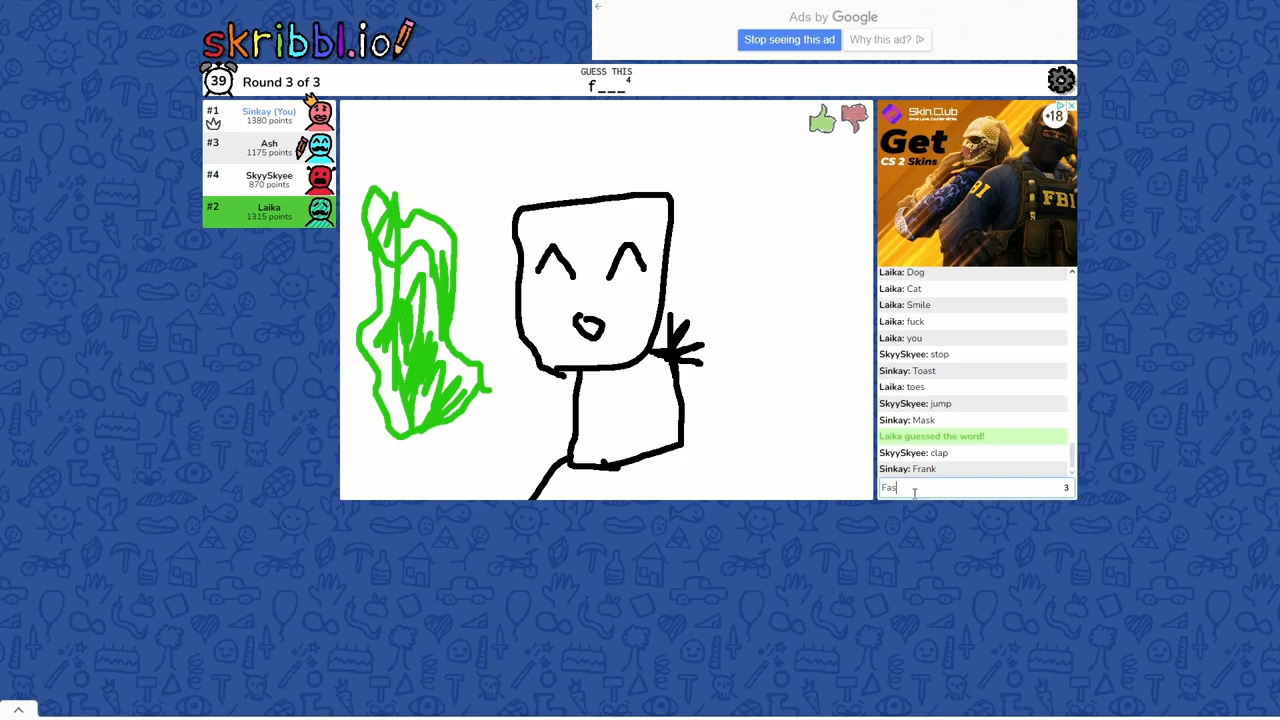 skribbl.io
Ads by Google
Stop seeing this ad
Why this ad?
39
Round 3 of 3
GUESS THIS
f___ 4
#1
Sinkay (You)
1380 points
#3
Ash
1175 points
#4
SkyySkyee
870 points
#2
Laika
1315 points
Skin.Club
+18
Get
CS 2 Skins
BI
FBI
Laika: Dog
Laika: Cat
Laika: Smile
Laika: fuck
Laika: you
SkyySkyee: stop
Sinkay: Toast
Laika: toes
SkyySkyee: jump
Sinkay: Mask
Laika guessed the word!
SkyySkyee: clap
Sinkay: Frank
Fas
3